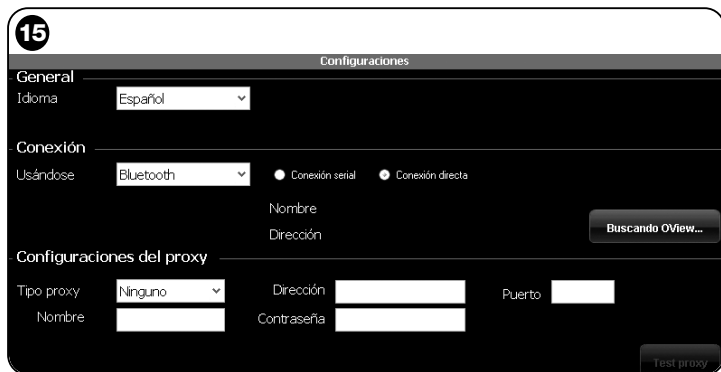 15
Configuraciones
General
Idioma Español
Conexión
Usándose Bluetooth Conexión serial Conexión directa
Nombre
Dirección Buscando OView...
Configuraciones del proxy
Tipo proxy Ninguno Dirección Puerto
Nombre Contraseña
Test proxy